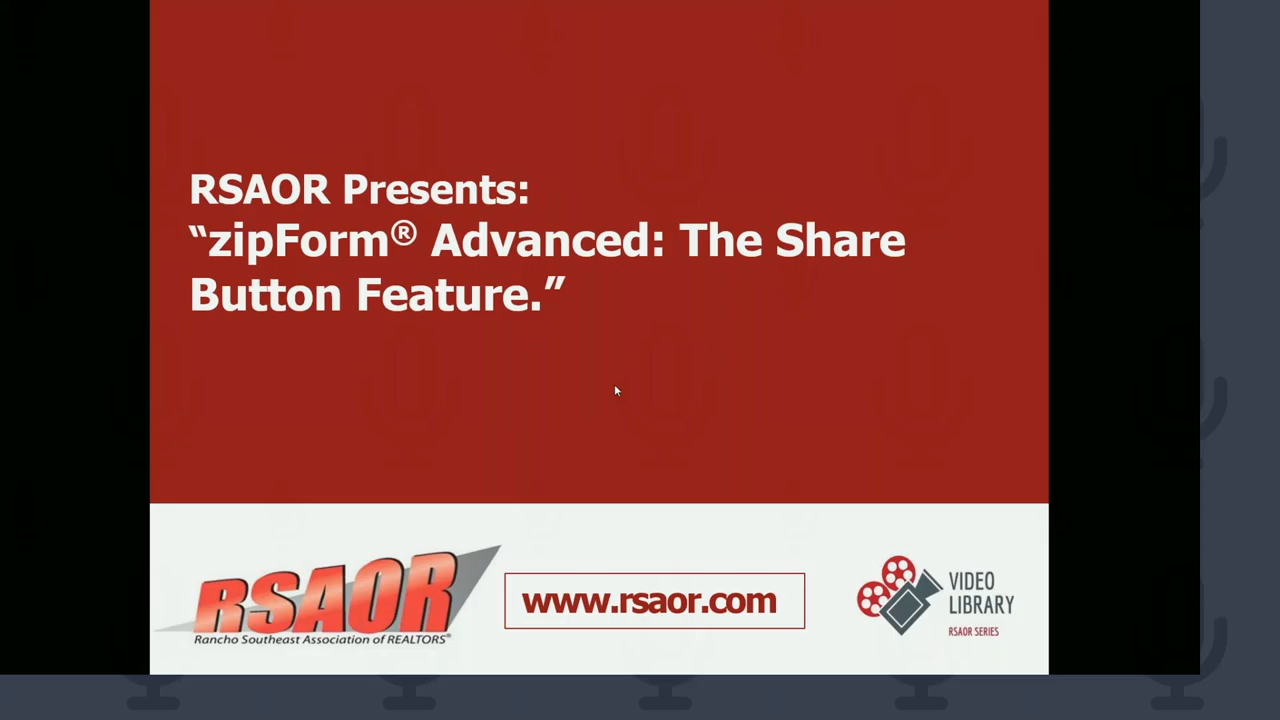 RSAOR Presents:
“zipForm® Advanced: The Share
Button Feature.”
RSAOR
Rancho Southeast Association of REALTORS®
www.rsaor.com
VIDEO
LIBRARY
RSAOR SERIES